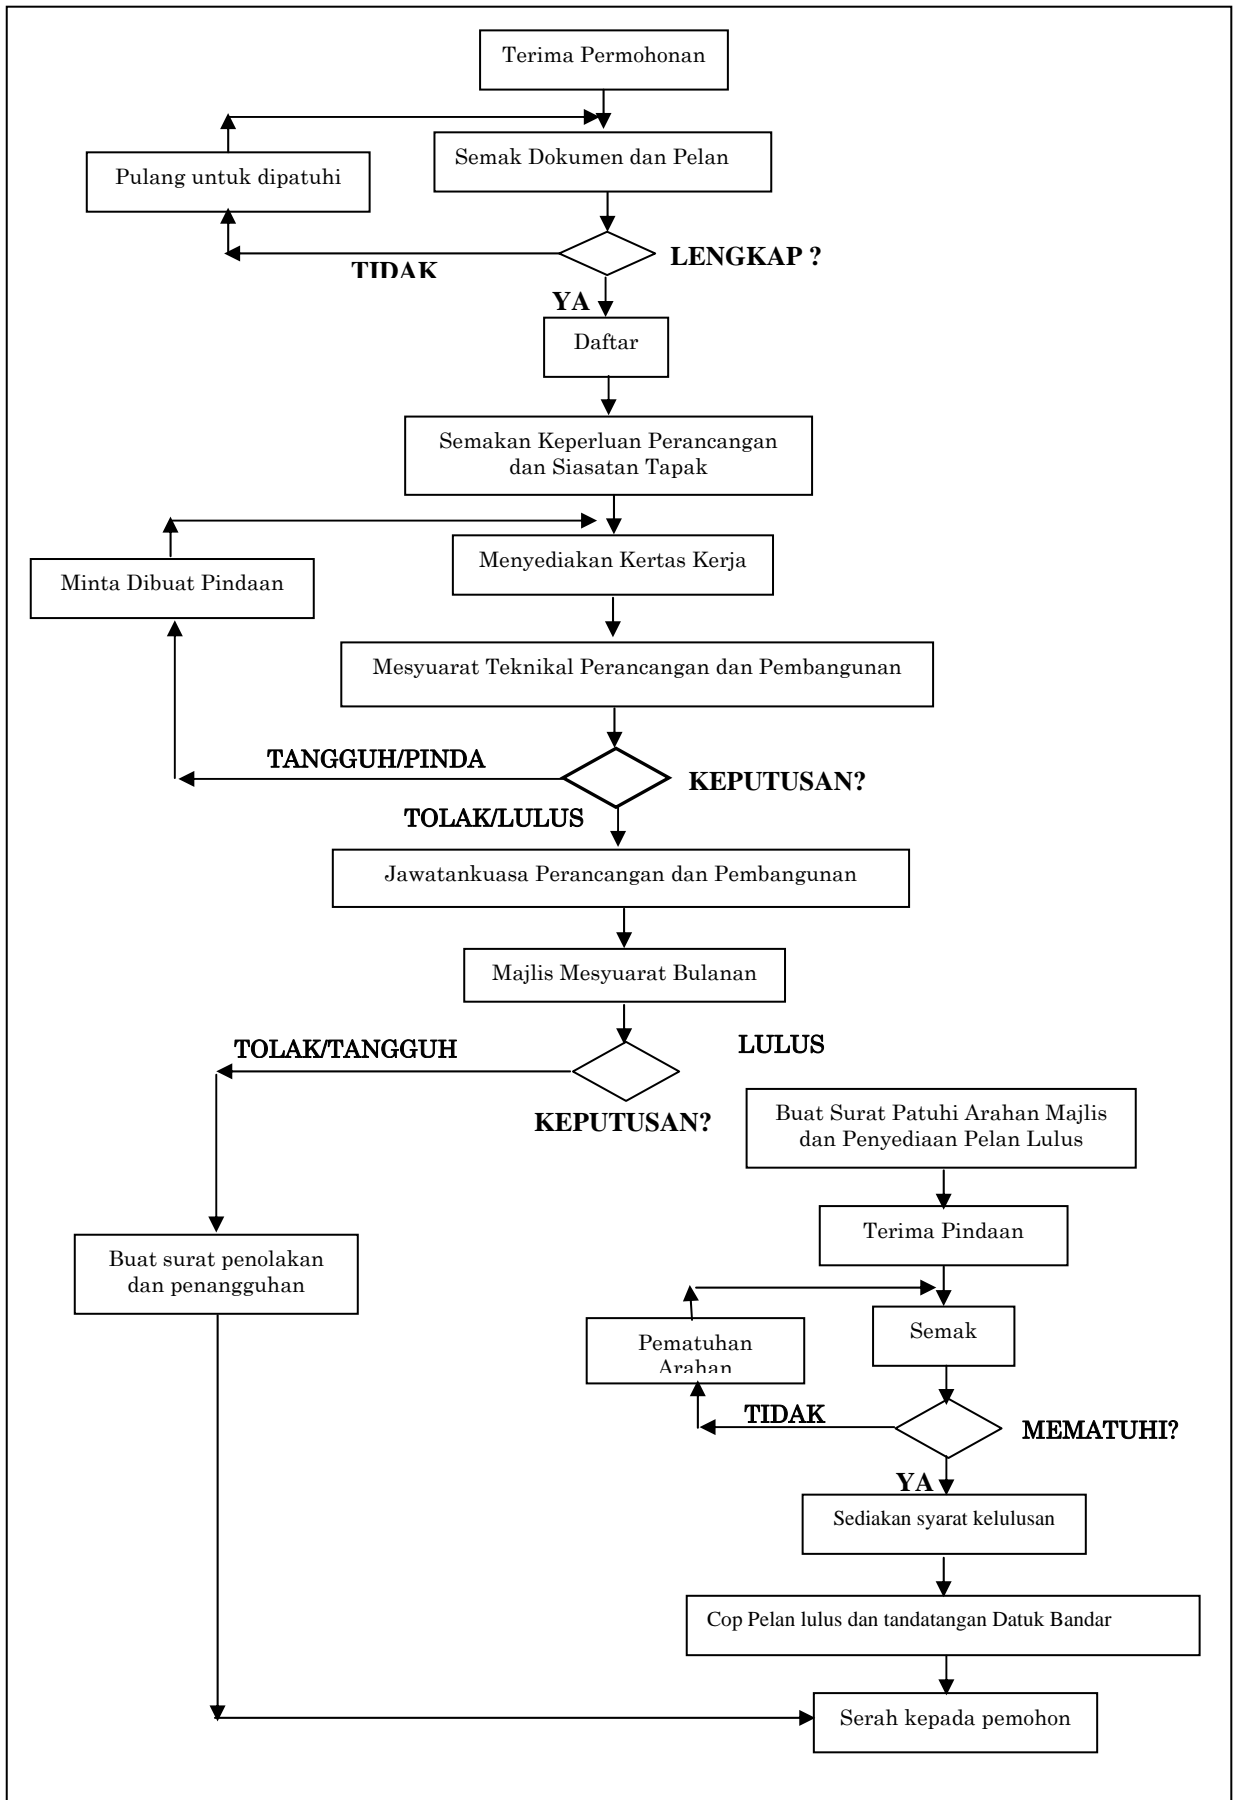 Terima Permohonan
Semak Dokumen dan Pelan
Pulang untuk dipatuhi
LENGKAP ?
TIDAK
YA
Daftar
Semakan Keperluan Perancangan
dan Siasatan Tapak
Menyediakan Kertas Kerja
Minta Dibuat Pindaan
Mesyuarat Teknikal Perancangan dan Pembangunan
TANGGUH/PINDA
KEPUTUSAN?
TOLAK/LULUS
Jawatankuasa Perancangan dan Pembangunan
Majlis Mesyuarat Bulanan
TOLAK/TANGGUH
LULUS
KEPUTUSAN?
Buat Surat Patuhi Arahan Majlis
dan Penyediaan Pelan Lulus
Terima Pindaan
Buat surat penolakan
dan penangguhan
Semak
Pematuhan
Arahan
TIDAK
MEMATUHI?
YA
Sediakan syarat kelulusan
Cop Pelan lulus dan tandatangan Datuk Bandar
Serah kepada pemohon